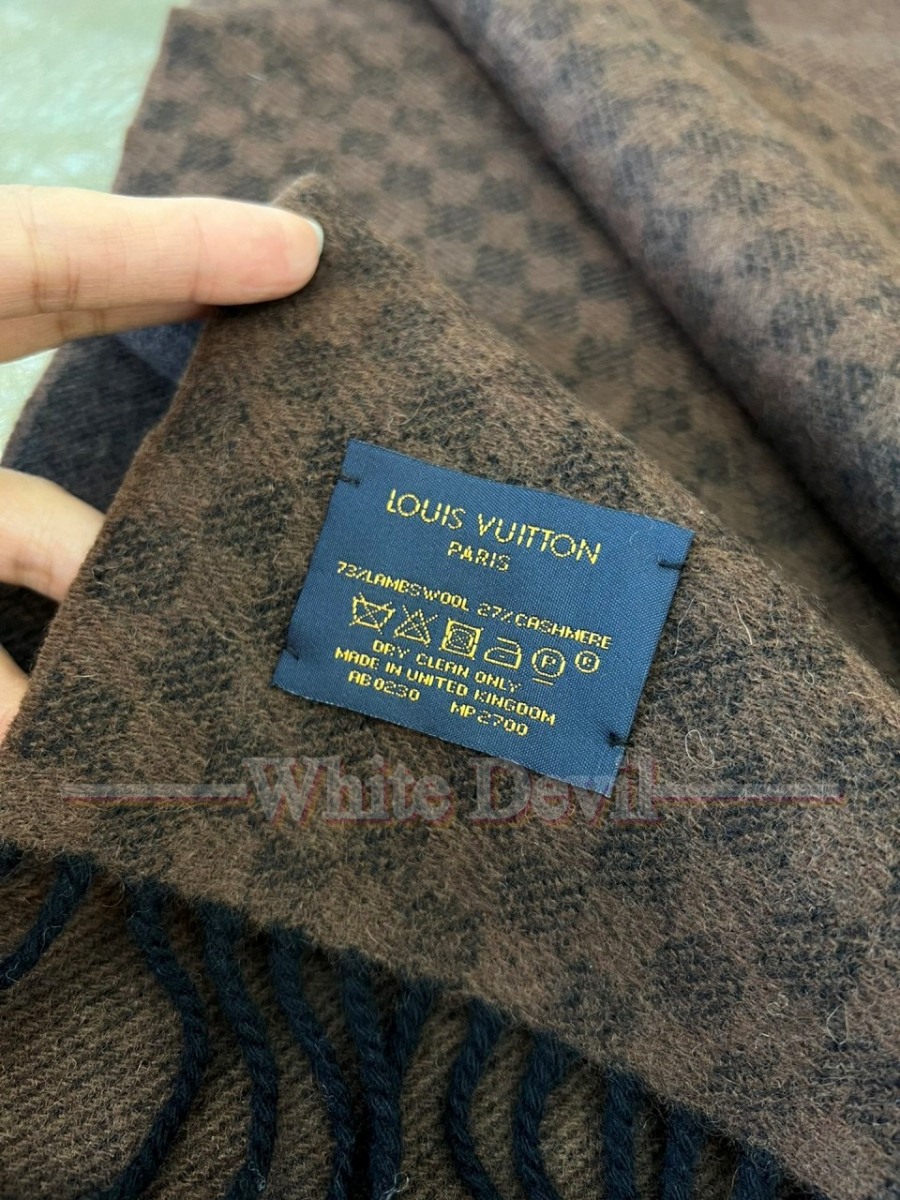 LOUIS VUITTON
PARIS
73%LAMBSWOOL 27%CASHMERE
P R
DRY CLEAN ONLY
MADE IN UNITED KINGDOM
AB0230 MP2700
White Devil